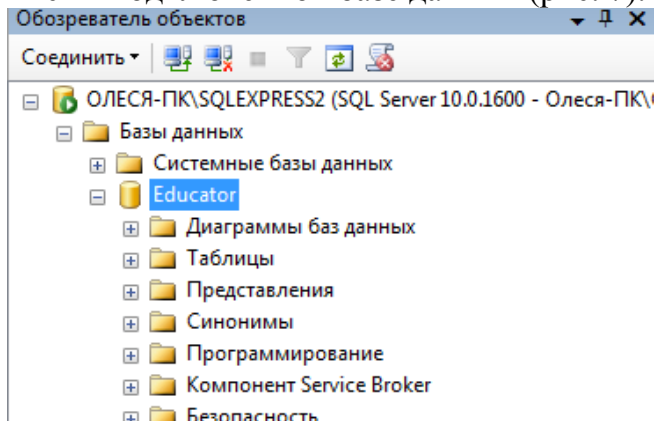 Обозреватель объектов
Соединить
ОЛЕСЯ-ПК\SQLEXPRESS2 (SQL Server 10.0.1600 - Олеся-ПК\
Базы данных
Системные базы данных
Educator
Диаграммы баз данных
Таблицы
Представления
Синонимы
Программирование
Компонент Service Broker
Безопасность